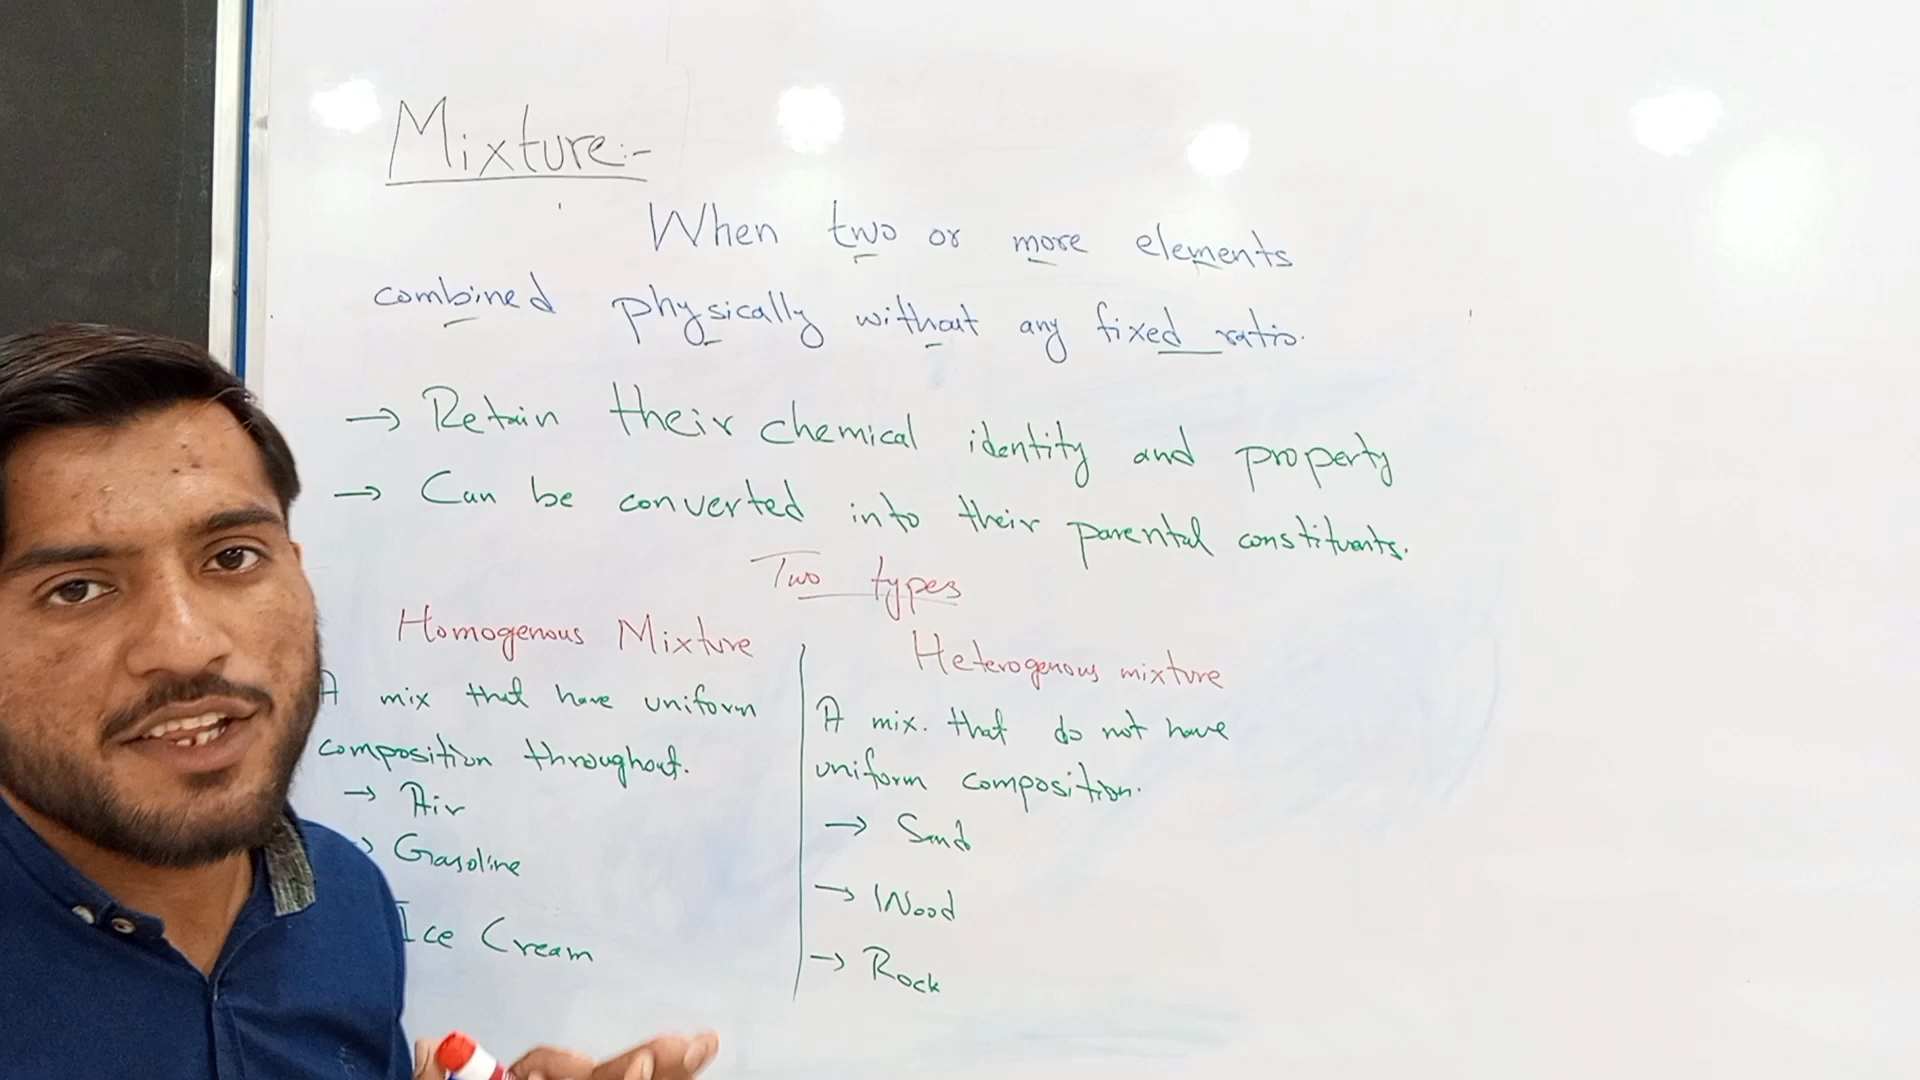 Mixture:-
When two or more elements
combined physically without any fixed ratio.
→ Retain their chemical identity and property
→ Can be converted into their parental constituents.
Two types
Homogenous Mixture
A mix that have uniform
composition throughout.
→ Air
→ Gasoline
Ice Cream
Heterogenous mixture
A mix. that do not have
uniform composition.
→ Sand
→ Wood
→ Rock